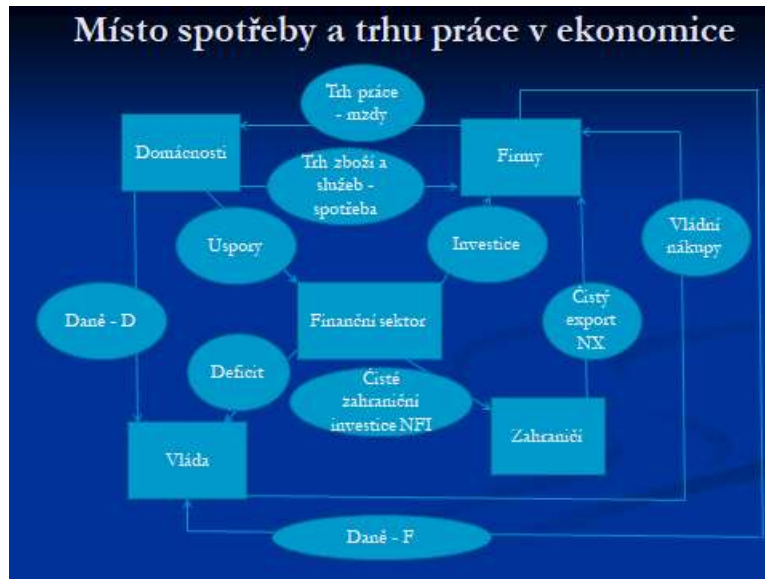 Místo spotřeby a trhu práce v ekonomice
Trh práce
- mzdy
Domácnosti
Firmy
Trh zboží a
služeb -
spotřeba
Uspory
Investice
Vládní
nákupy
Daně - D
Finanční sektor
Čistý
export
NX
Deficit
Čisté
zahraniční
investice NFI
Vláda
Zahraničí
Daně - F